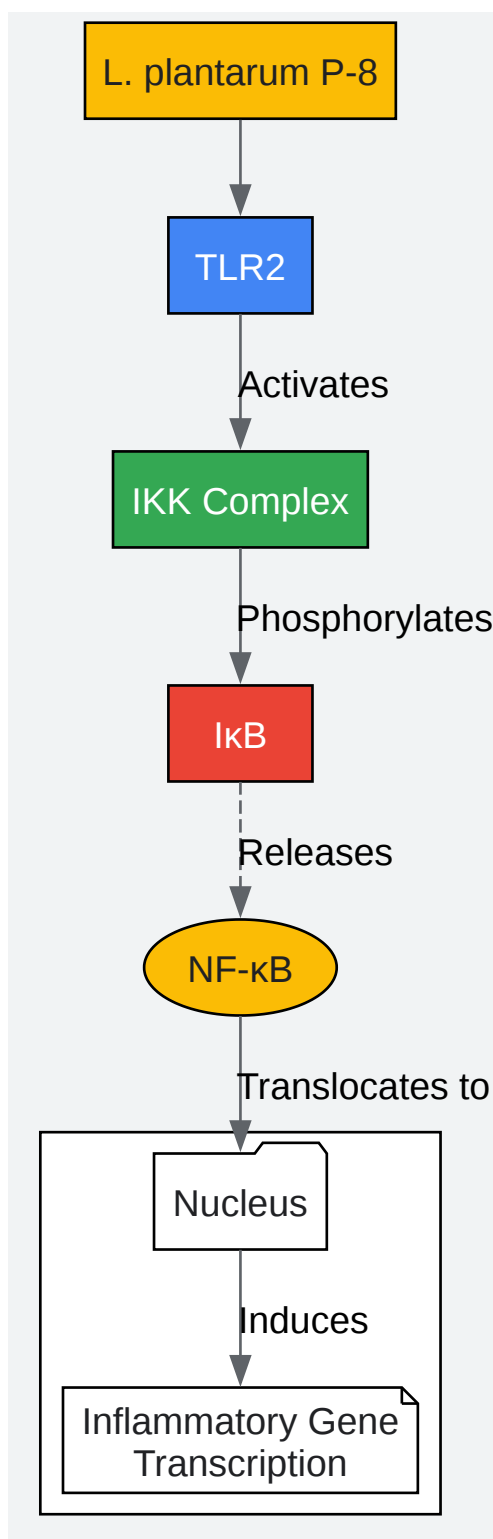 L. plantarum P-8
TLR2
Activates
IKK Complex
Phosphorylates
IκB
Releases
NF-κB
Translocates to
Nucleus
Induces
Inflammatory Gene
Transcription